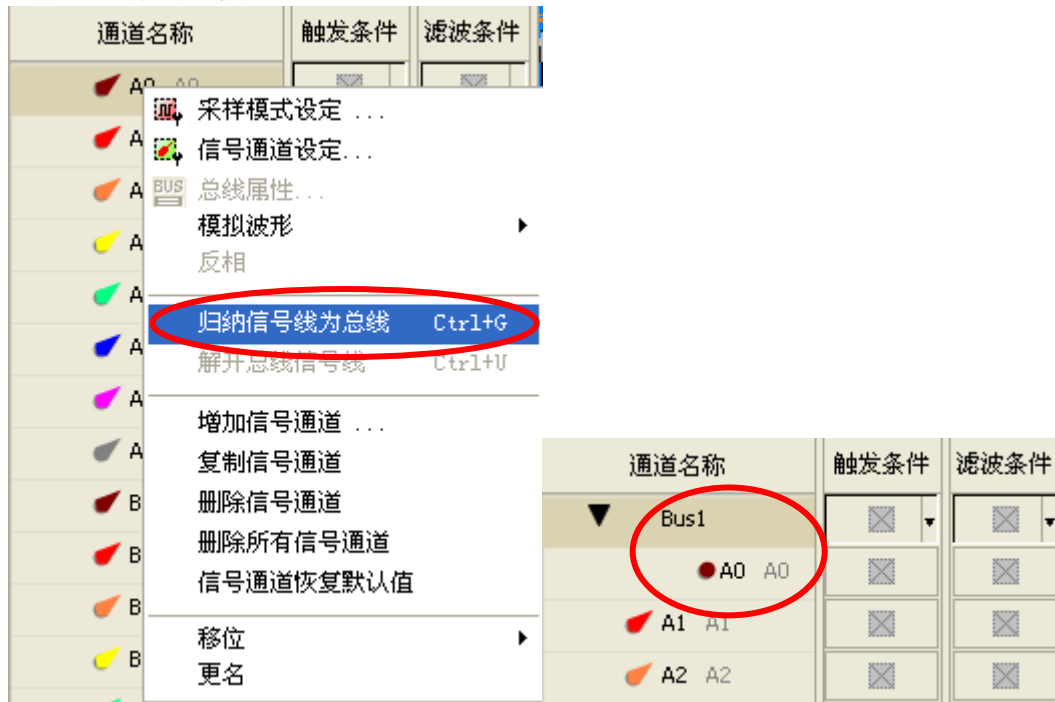 通道名称 触发条件 滤波条件
A0 A0
采样模式设定 ...
A
信号通道设定...
A
BUS 总线属性...
模拟波形
A
反相
A
归纳信号线为总线 Ctrl+G
A
解开总线信号线 Ctrl+U
A
增加信号通道 ...
A
复制信号通道
B
删除信号通道
删除所有信号通道
B
信号通道恢复默认值
B
移位
B
更名
通道名称 触发条件 滤波条件
Bus1
A0 A0
A1 A1
A2 A2